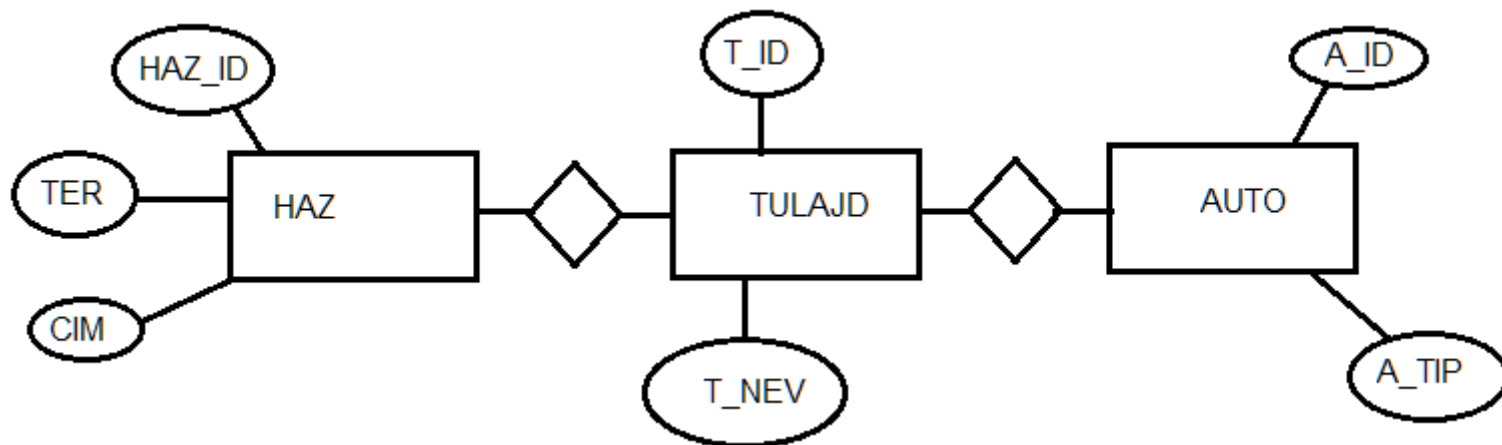 HAZ_ID
T_ID
A_ID
TER
HAZ
TULAJD
AUTO
CIM
T_NEV
A_TIP